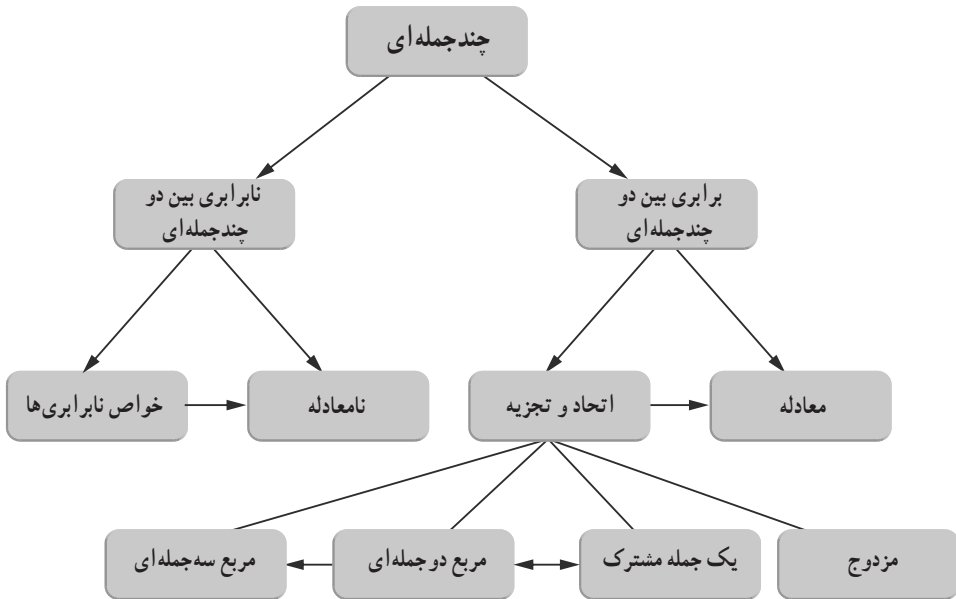 چندجمله‌ای
برابری بین دو
چندجمله‌ای
نابرابری بین دو
چندجمله‌ای
معادله
اتحاد و تجزیه
نامعادله
خواص نابرابری‌ها
مزدوج
یک جمله مشترک
مربع دوجمله‌ای
مربع سه‌جمله‌ای